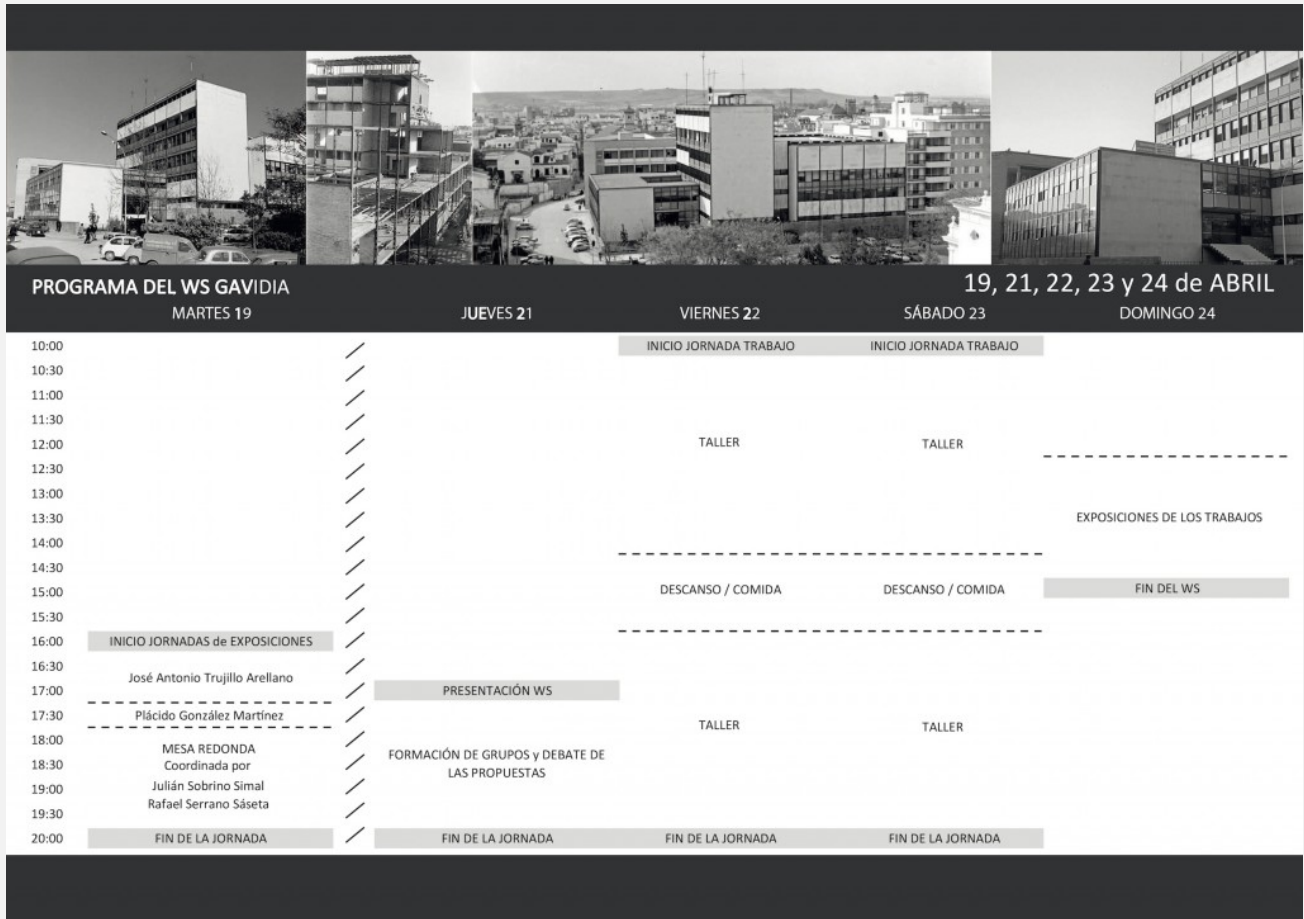 PROGRAMA DEL WS GAVIDIA
19, 21, 22, 23 y 24 de ABRIL
MARTES 19
JUEVES 21
VIERNES 22
SÁBADO 23
DOMINGO 24
10:00
INICIO JORNADA TRABAJO
INICIO JORNADA TRABAJO
10:30
11:00
11:30
12:00
TALLER
TALLER
12:30
13:00
13:30
EXPOSICIONES DE LOS TRABAJOS
14:00
14:30
15:00
DESCANSO / COMIDA
DESCANSO / COMIDA
FIN DEL WS
15:30
16:00
INICIO JORNADAS de EXPOSICIONES
16:30
José Antonio Trujillo Arellano
17:00
PRESENTACIÓN WS
17:30
Plácido González Martínez
TALLER
TALLER
18:00
MESA REDONDA
18:30
Coordinada por
FORMACIÓN DE GRUPOS y DEBATE DE
LAS PROPUESTAS
19:00
Julián Sobrino Simal
Rafael Serrano Sáseta
19:30
20:00
FIN DE LA JORNADA
FIN DE LA JORNADA
FIN DE LA JORNADA
FIN DE LA JORNADA